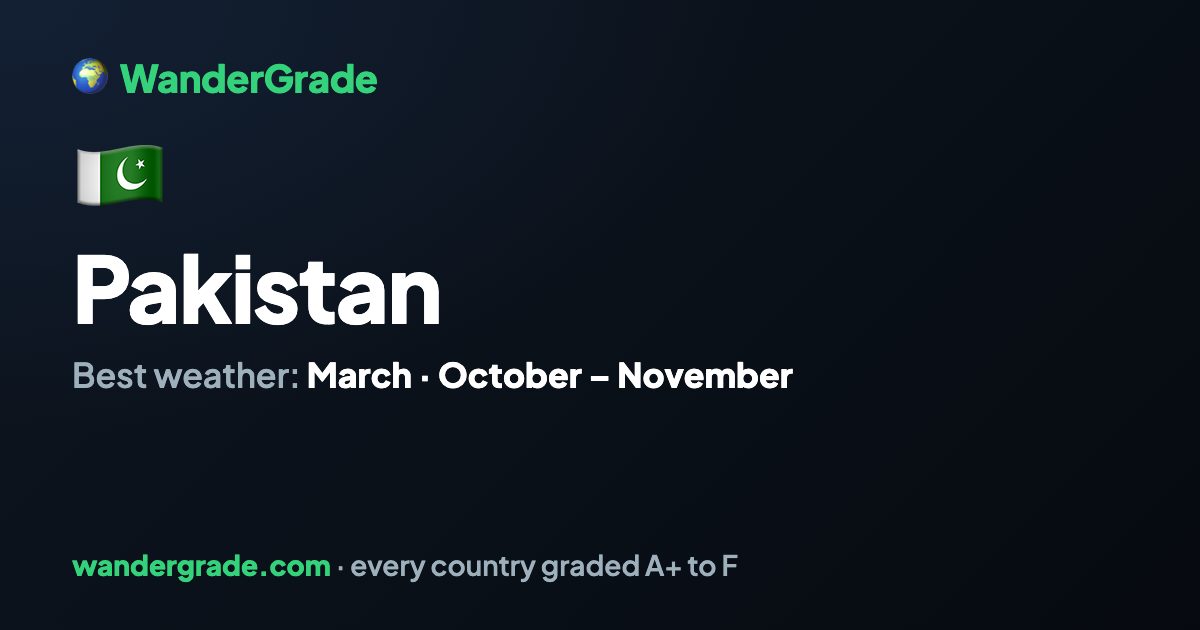 WanderGrade
Pakistan
Best weather: March · October – November
wandergrade.com · every country graded A+ to F